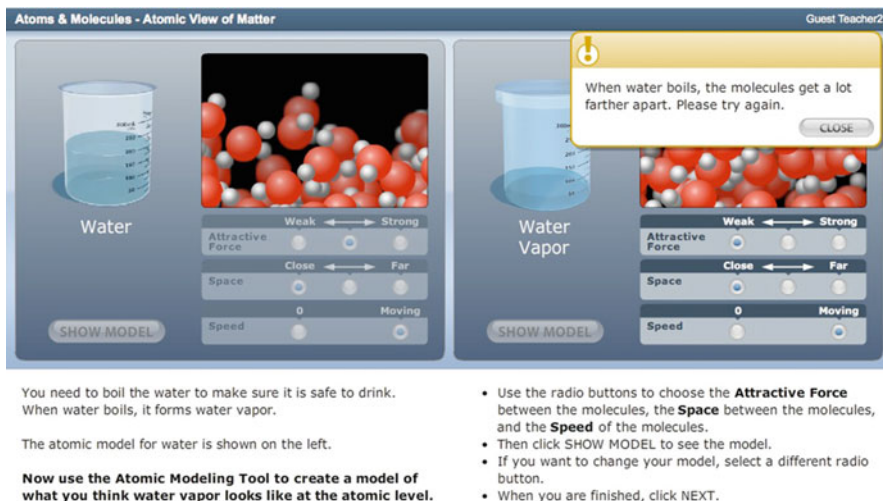 Atoms & Molecules - Atomic View of Matter
Guest Teacher2
When water boils, the molecules get a lot
farther apart. Please try again.
CLOSE
Water
Weak Strong
Attractive
Force
Close Far
Space
0 Moving
Speed
SHOW MODEL
Water
Vapor
Weak Strong
Attractive
Force
Close Far
Space
0 Moving
Speed
SHOW MODEL
You need to boil the water to make sure it is safe to drink.
When water boils, it forms water vapor.
The atomic model for water is shown on the left.
Now use the Atomic Modeling Tool to create a model of
what you think water vapor looks like at the atomic level.
• Use the radio buttons to choose the Attractive Force
between the molecules, the Space between the molecules,
and the Speed of the molecules.
• Then click SHOW MODEL to see the model.
• If you want to change your model, select a different radio
button.
• When you are finished, click NEXT.